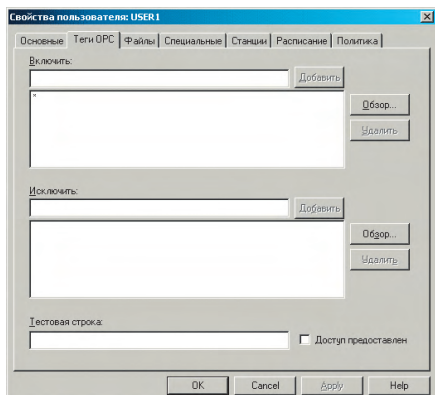 Свойства пользователя: USER1
Основные Теги OPC Файлы Специальные Станции Расписание Политика
Включить:
Добавить
*
Обзор...
Удалить
Исключить:
Добавить
Обзор...
Удалить
Тестовая строка:
Доступ предоставлен
OK Cancel Apply Help